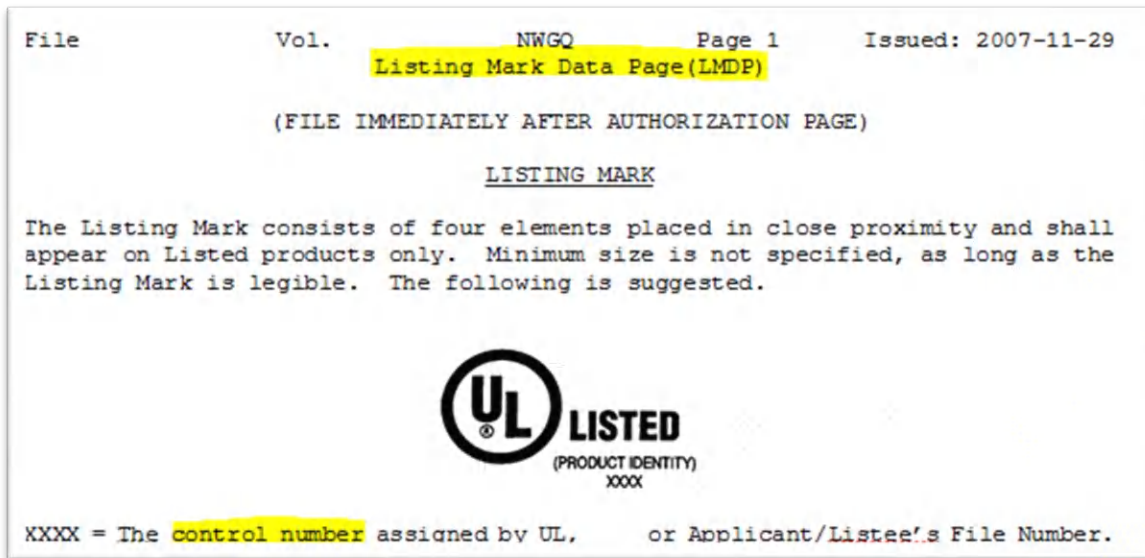 File Vol. NWGQ Page 1 Issued: 2007-11-29
Listing Mark Data Page(LMDP)
(FILE IMMEDIATELY AFTER AUTHORIZATION PAGE)
LISTING MARK
The Listing Mark consists of four elements placed in close proximity and shall
appear on Listed products only. Minimum size is not specified, as long as the
Listing Mark is legible. The following is suggested.
UL ® LISTED
(PRODUCT IDENTITY)
XXXX
XXXX = The control number assigned by UL, or Applicant/Listee's File Number.